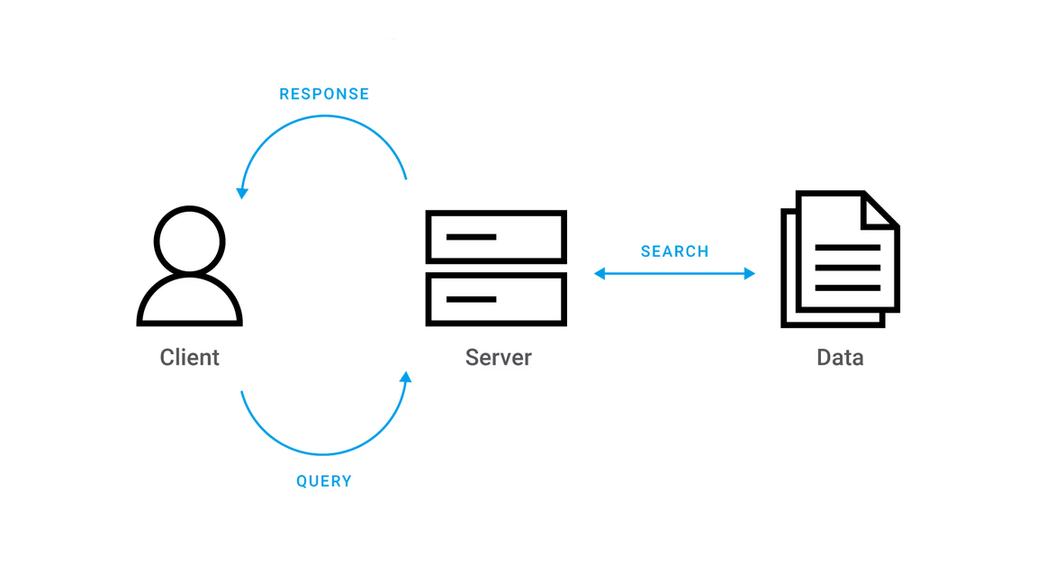 RESPONSE
SEARCH
Client
Server
Data
QUERY